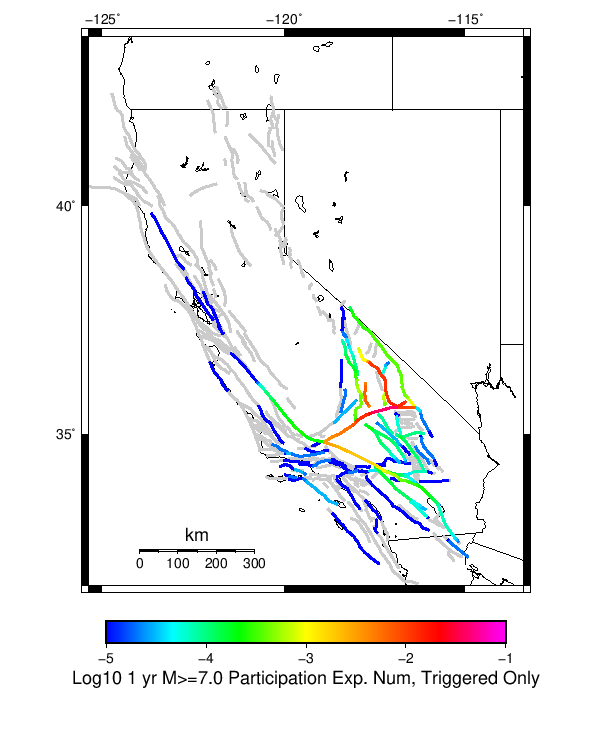 −125° −120° −115°
40°
35°
km
0 100 200 300
−5 −4 −3 −2 −1
Log10 1 yr M>=7.0 Participation Exp. Num, Triggered Only